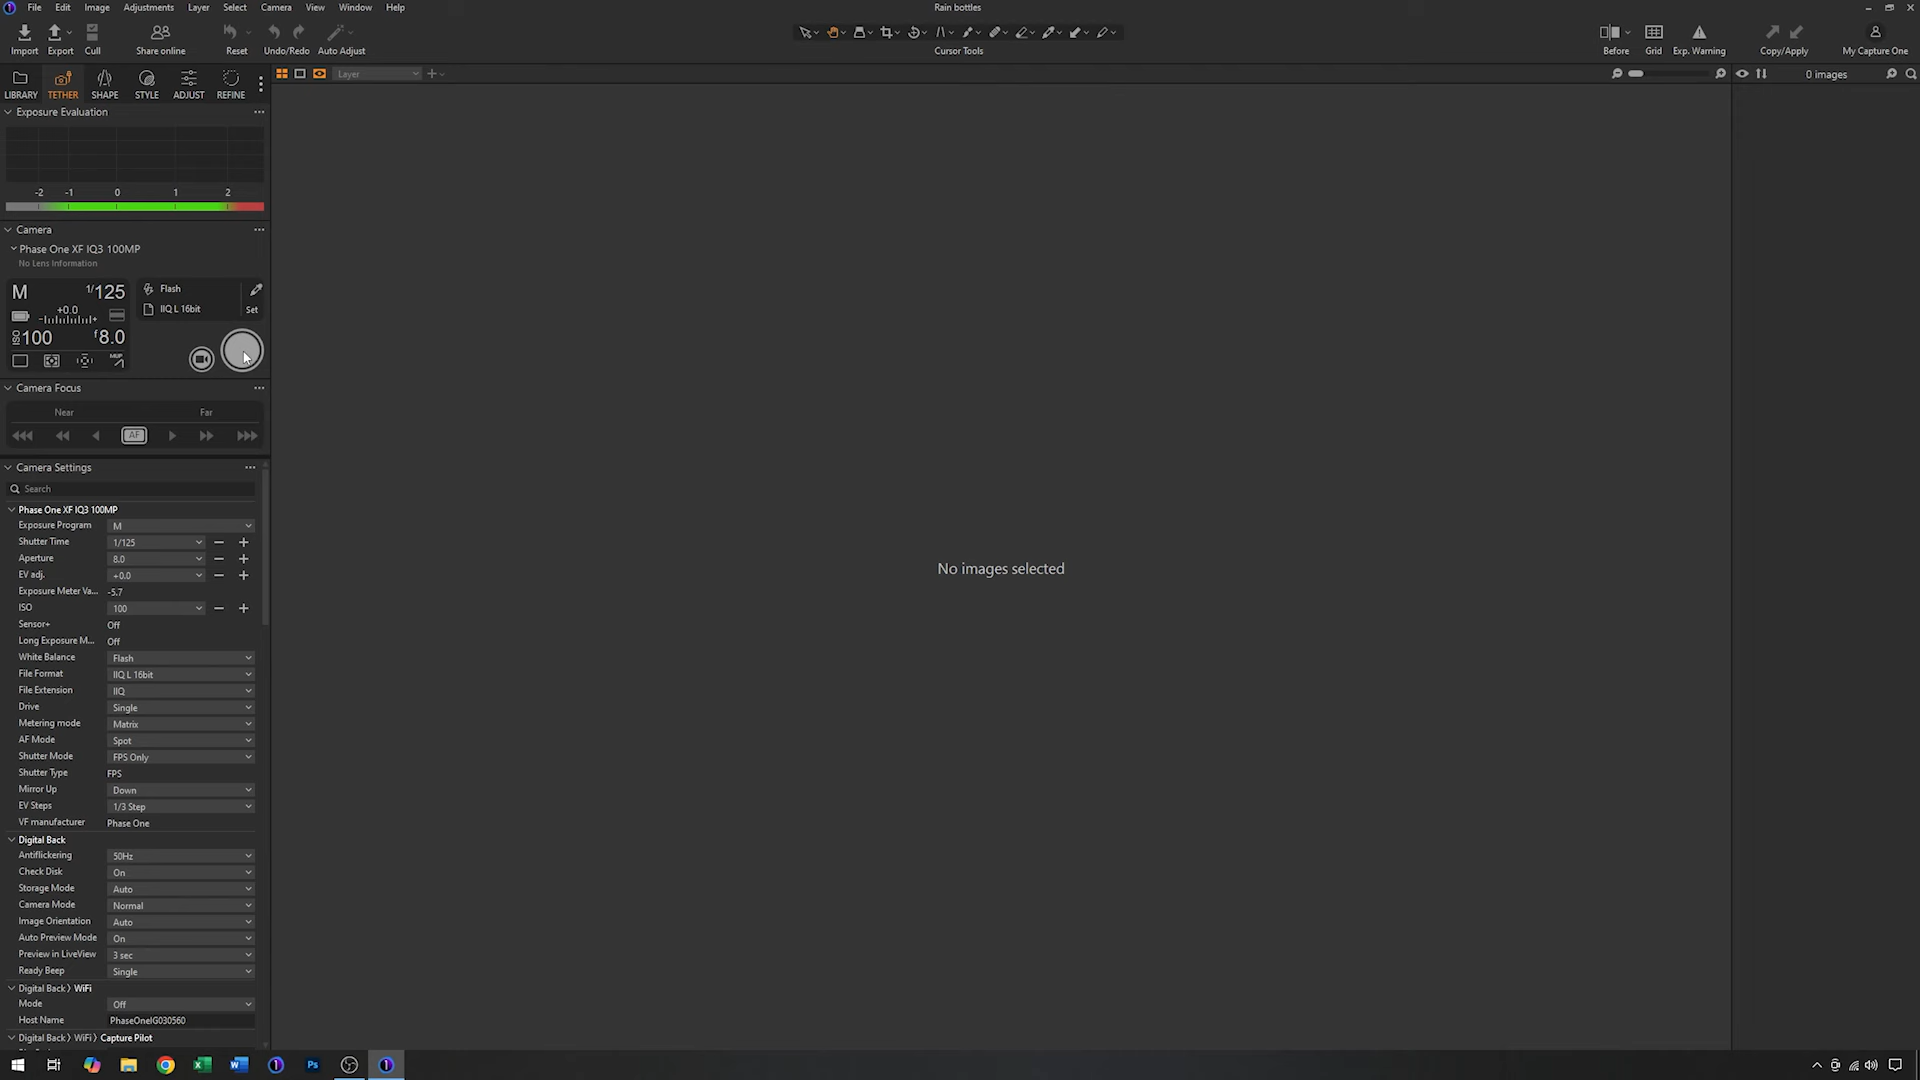 File Edit Image Adjustments Layer Select Camera View Window Help
Rain bottles
Import Export Cull Share online Reset Undo/Redo Auto Adjust
Cursor Tools
Before Grid Exp. Warning Copy/Apply My Capture One
LIBRARY TETHER SHAPE STYLE ADJUST REFINE
Layer
0 images
Exposure Evaluation
-2 -1 0 1 2
Camera
Phase One XF IQ3 100MP
No Lens Information
M 1/125
Flash
+0.0
IIQ L 16bit
Set
ISO 100 f8.0
MUP
Camera Focus
Near Far
AF
Camera Settings
Search
Phase One XF IQ3 100MP
Exposure Program M
Shutter Time 1/125
Aperture 8.0
EV adj. +0.0
Exposure Meter Va... -5.7
ISO 100
Sensor+ Off
Long Exposure M... Off
White Balance Flash
File Format IIQ L 16bit
File Extension IIQ
Drive Single
Metering mode Matrix
AF Mode Spot
Shutter Mode FPS Only
Shutter Type FPS
Mirror Up Down
EV Steps 1/3 Step
VF manufacturer Phase One
Digital Back
Antiflickering 50Hz
Check Disk On
Storage Mode Auto
Camera Mode Normal
Image Orientation Auto
Auto Preview Mode On
Preview in LiveView 3 sec
Ready Beep Single
Digital Back › WiFi
Mode Off
Host Name PhaseOneIG030560
Digital Back › WiFi › Capture Pilot
No images selected
Ps